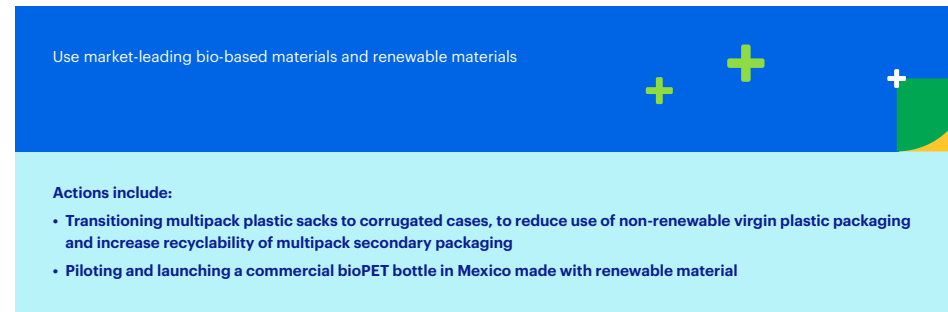 Use market-leading bio-based materials and renewable materials
Actions include:
• Transitioning multipack plastic sacks to corrugated cases, to reduce use of non-renewable virgin plastic packaging
and increase recyclability of multipack secondary packaging
• Piloting and launching a commercial bioPET bottle in Mexico made with renewable material